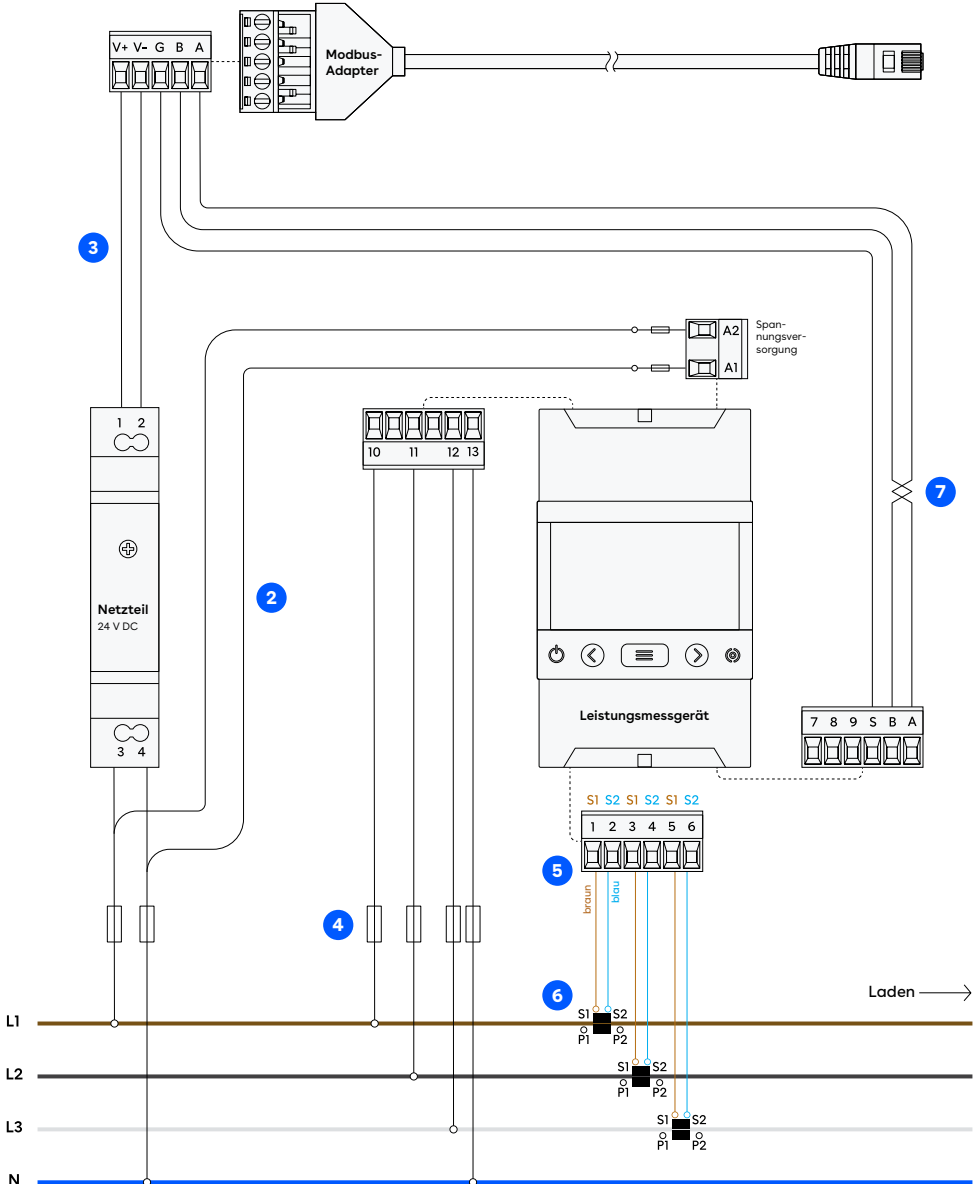 V+ V- G B A
Modbus-
Adapter
3
A2
A1
Span-
nungsver-
sorgung
1 2
10 11 12 13
7
2
Netzteil
24 V DC
Leistungsmessgerät
7 8 9 S B A
3 4
S1 S2 S1 S2 S1 S2
1 2 3 4 5 6
5
braun
blau
4
6
Laden
L1
S1 S2
P1 P2
L2
S1 S2
P1 P2
L3
S1 S2
P1 P2
N